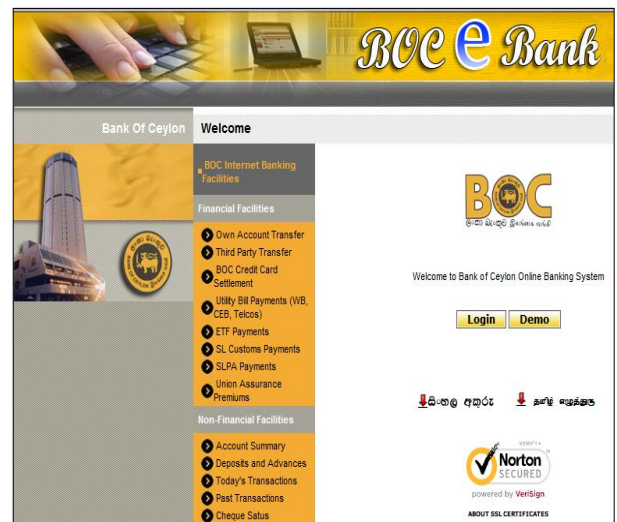 BOC e Bank
Bank Of Ceylon
Welcome
BOC Internet Banking
Facilities
Financial Facilities
Own Account Transfer
Third Party Transfer
BOC Credit Card
Settlement
Utility Bill Payments (WB,
CEB, Telcos)
ETF Payments
SL Customs Payments
SLPA Payments
Union Assurance
Premiums
Non-Financial Facilities
Account Summary
Deposits and Advances
Today's Transactions
Past Transactions
Cheque Satus
BOC
ලංකා බැංකුව இலங்கை வங்கி
Welcome to Bank of Ceylon Online Banking System
Login Demo
සිංහල අකුරු தமிழ் எழுத்துரு
VERIFY
Norton
SECURED
powered by VeriSign
ABOUT SSL CERTIFICATES